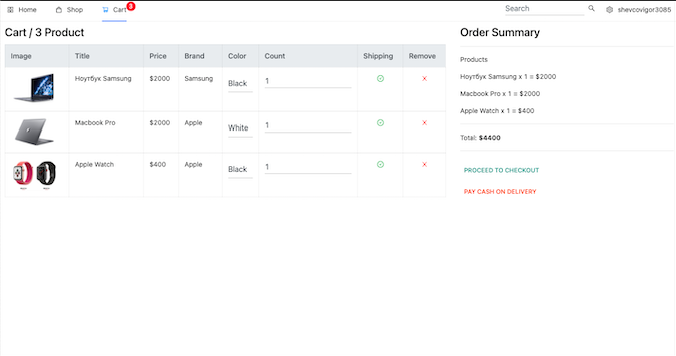 Home Shop Cart 3 Search shevcovigor3085
Cart / 3 Product
Image Title Price Brand Color Count Shipping Remove
Ноутбук Samsung $2000 Samsung Black 1
Macbook Pro $2000 Apple White 1
Apple Watch $400 Apple Black 1
Order Summary
Products
Ноутбук Samsung x 1 = $2000
Macbook Pro x 1 = $2000
Apple Watch x 1 = $400
Total: $4400
PROCEED TO CHECKOUT
PAY CASH ON DELIVERY